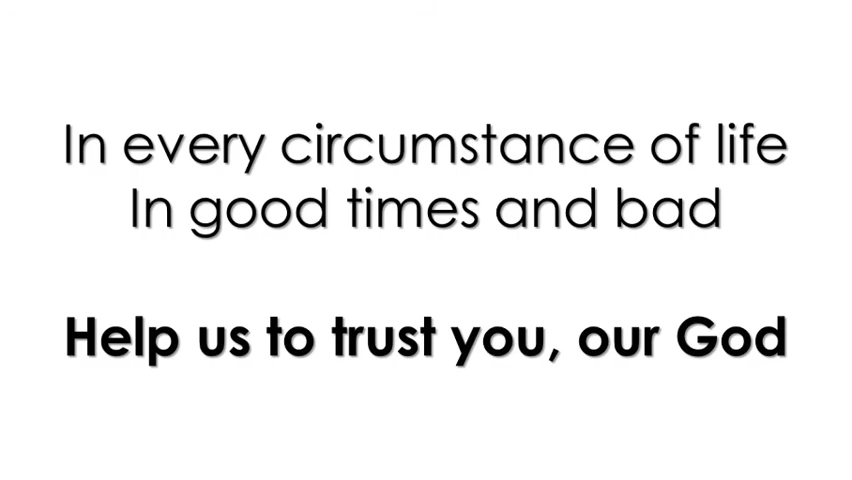 In every circumstance of life
In good times and bad
Help us to trust you, our God